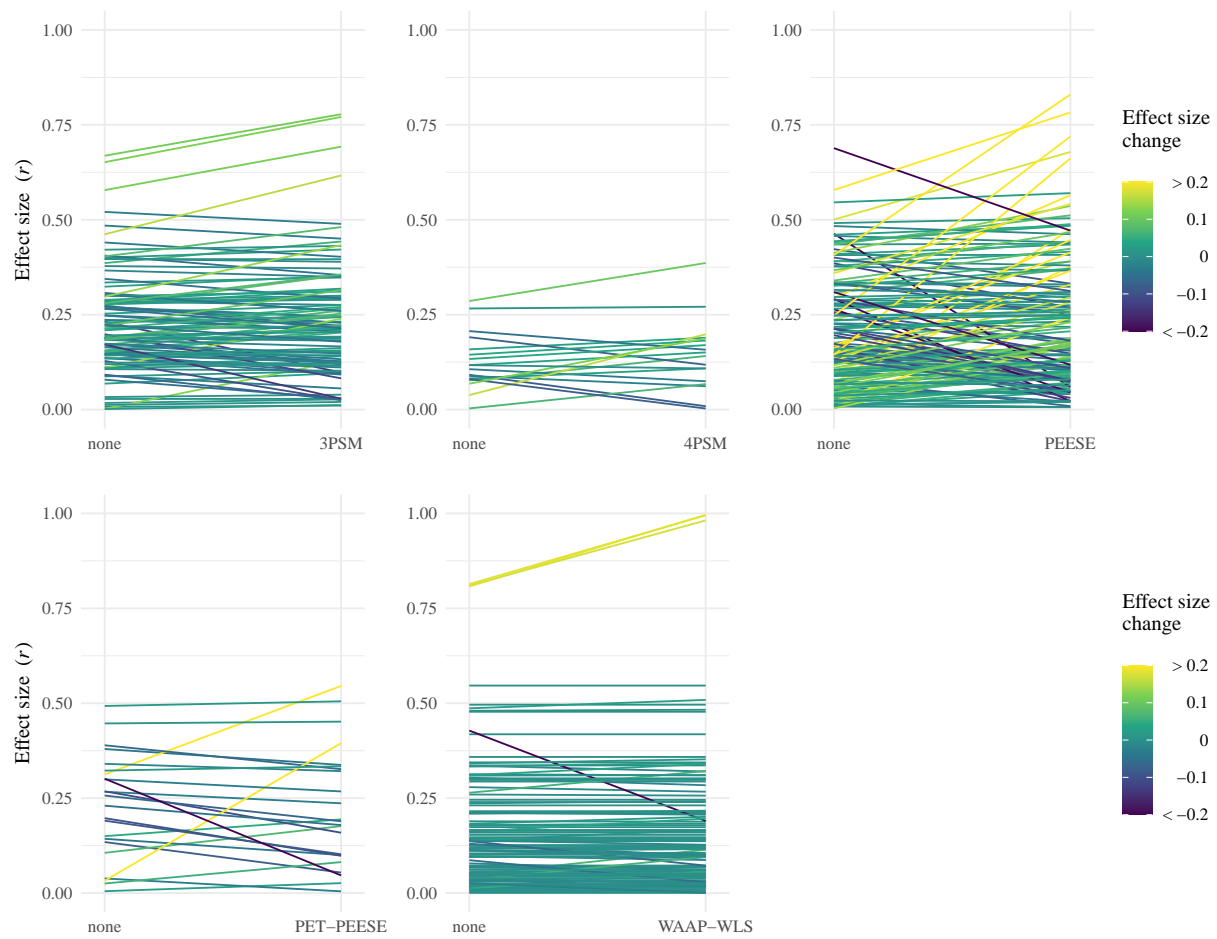 1.00
0.75
0.50
0.25
0.00
Effect size (r)
none
3PSM
1.00
0.75
0.50
0.25
0.00
none
4PSM
1.00
0.75
0.50
0.25
0.00
none
PEESE
Effect size
change
> 0.2
0.1
0
−0.1
< −0.2
1.00
0.75
0.50
0.25
0.00
Effect size (r)
none
PET−PEESE
1.00
0.75
0.50
0.25
0.00
none
WAAP−WLS
Effect size
change
> 0.2
0.1
0
−0.1
< −0.2